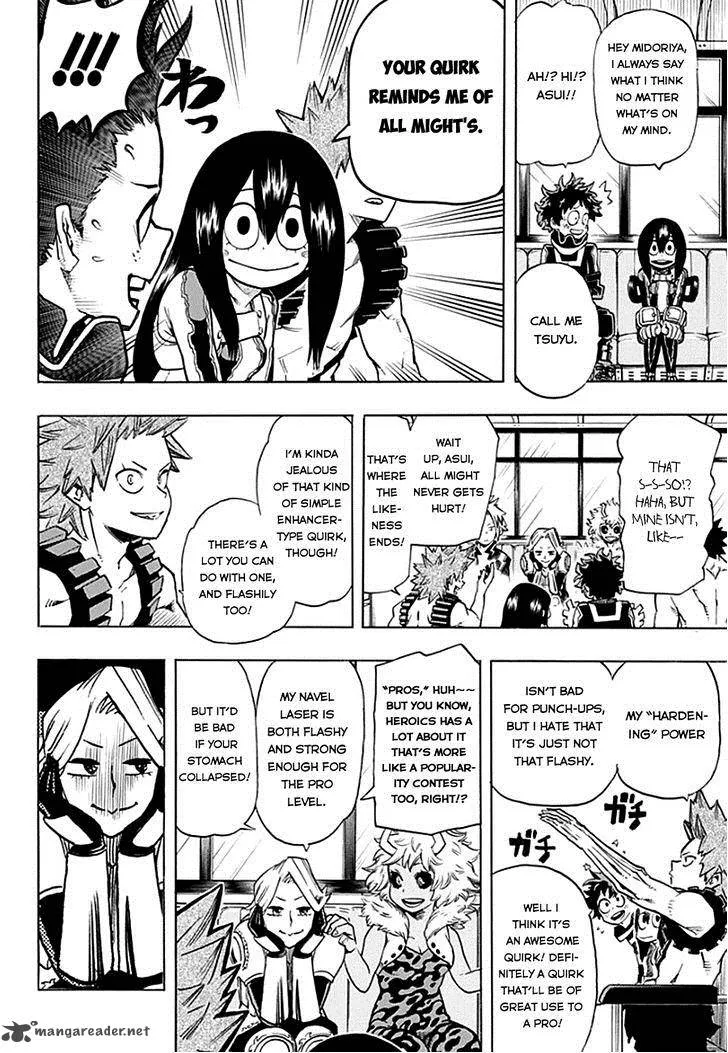 HEY MIDORIYA,
I ALWAYS SAY
WHAT I THINK
NO MATTER
WHAT'S ON
MY MIND.
AH!? HI!?
ASUI!!
CALL ME
TSUYU.
YOUR QUIRK
REMINDS ME OF
ALL MIGHT'S.
わっ
!!!
THAT
S-S-SO!?
HAHA, BUT
MINE ISN'T,
LIKE--
WAIT
UP, ASUI,
ALL MIGHT
NEVER GETS
HURT!
THAT'S
WHERE
THE
LIKE-
NESS
ENDS!
I'M KINDA
JEALOUS
OF THAT KIND
OF SIMPLE
ENHANCER-
TYPE QUIRK,
THOUGH!
THERE'S A
LOT YOU CAN
DO WITH ONE,
AND FLASHILY
TOO!
MY "HARDEN-
ING" POWER
ISN'T BAD
FOR PUNCH-UPS,
BUT I HATE THAT
IT'S JUST NOT
THAT FLASHY.
ガチ
ガチ
WELL I
THINK IT'S
AN AWESOME
QUIRK! DEFI-
NITELY A QUIRK
THAT'LL BE OF
GREAT USE TO
A PRO!
"PROS," HUH~~
BUT YOU KNOW,
HEROICS HAS A
LOT ABOUT IT
THAT'S MORE
LIKE A POPULAR-
ITY CONTEST
TOO, RIGHT!?
MY NAVEL
LASER IS
BOTH FLASHY
AND STRONG
ENOUGH FOR
THE PRO
LEVEL.
BUT IT'D
BE BAD
IF YOUR
STOMACH
COLLAPSED!
mangareader.net